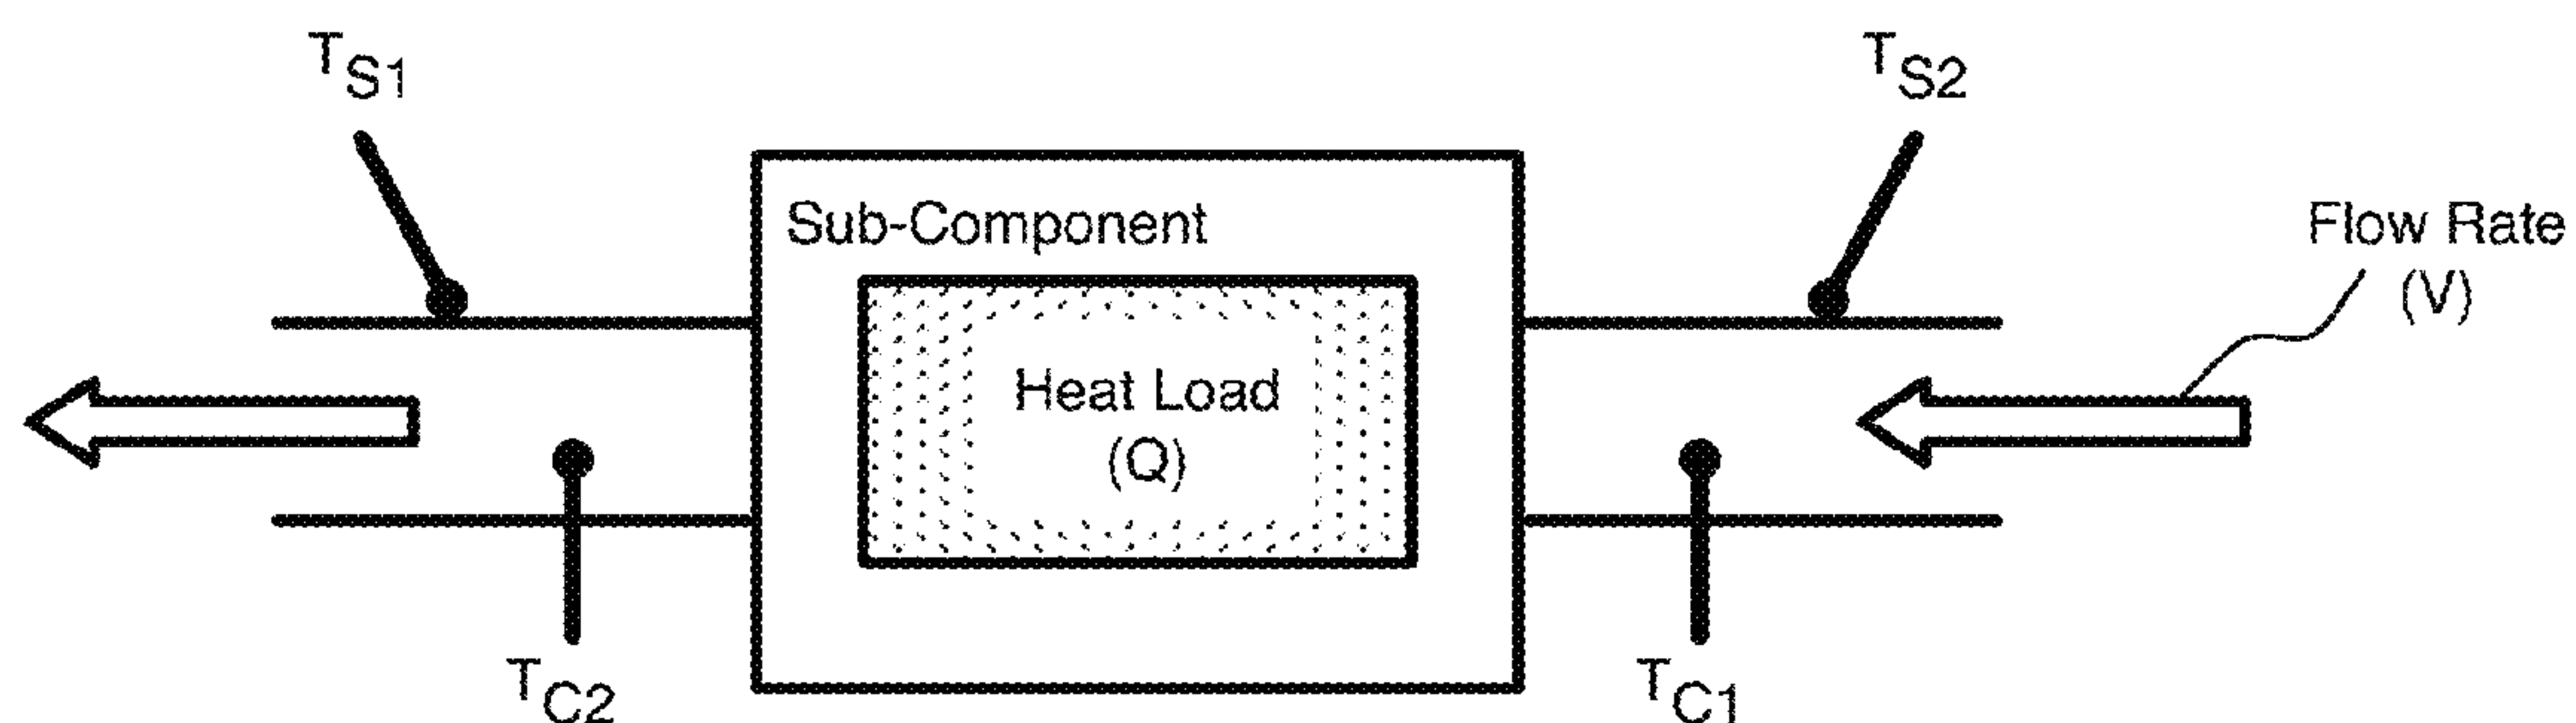 TS1
TS2
Sub-Component
Flow Rate
(V)
Heat Load
(Q)
TC2
TC1